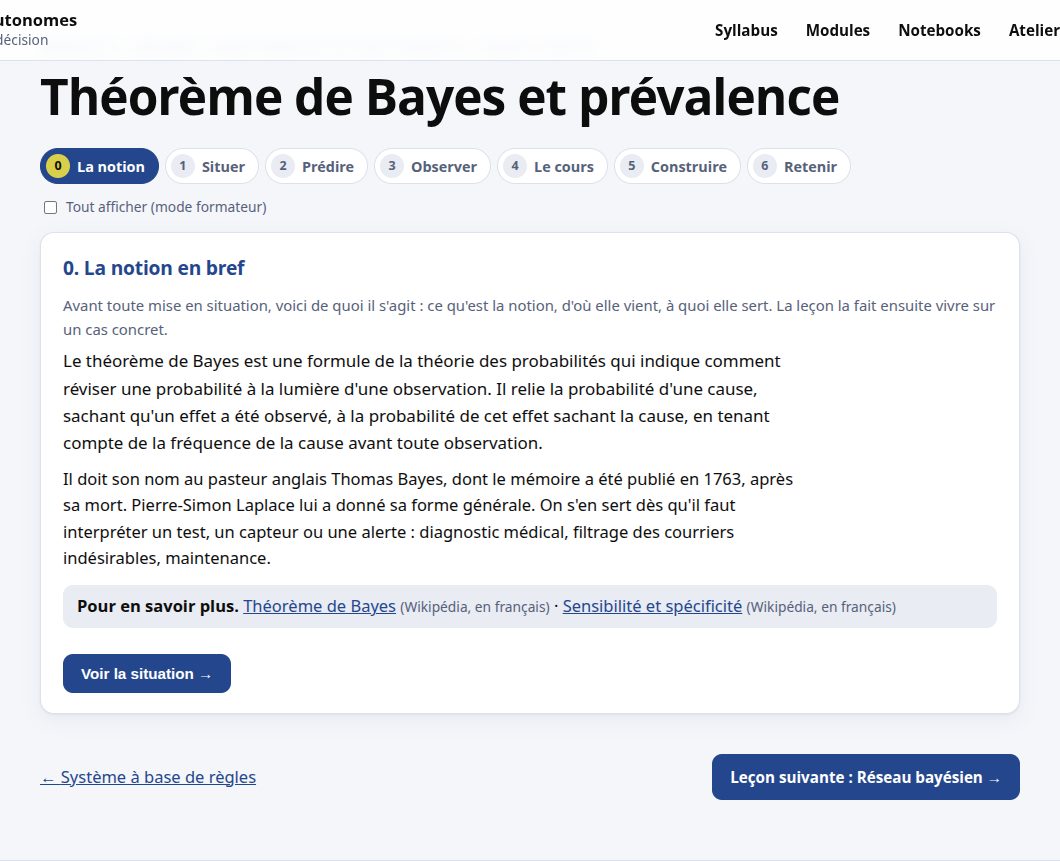 utonomes
décision
Syllabus Modules Notebooks Atelier
Théorème de Bayes et prévalence
0 La notion 1 Situer 2 Prédire 3 Observer 4 Le cours 5 Construire 6 Retenir
Tout afficher (mode formateur)
0. La notion en bref
Avant toute mise en situation, voici de quoi il s'agit : ce qu'est la notion, d'où elle vient, à quoi elle sert. La leçon la fait ensuite vivre sur
un cas concret.
Le théorème de Bayes est une formule de la théorie des probabilités qui indique comment
réviser une probabilité à la lumière d'une observation. Il relie la probabilité d'une cause,
sachant qu'un effet a été observé, à la probabilité de cet effet sachant la cause, en tenant
compte de la fréquence de la cause avant toute observation.
Il doit son nom au pasteur anglais Thomas Bayes, dont le mémoire a été publié en 1763, après
sa mort. Pierre-Simon Laplace lui a donné sa forme générale. On s'en sert dès qu'il faut
interpréter un test, un capteur ou une alerte : diagnostic médical, filtrage des courriers
indésirables, maintenance.
Pour en savoir plus. Théorème de Bayes (Wikipédia, en français) · Sensibilité et spécificité (Wikipédia, en français)
Voir la situation →
← Système à base de règles
Leçon suivante : Réseau bayésien →